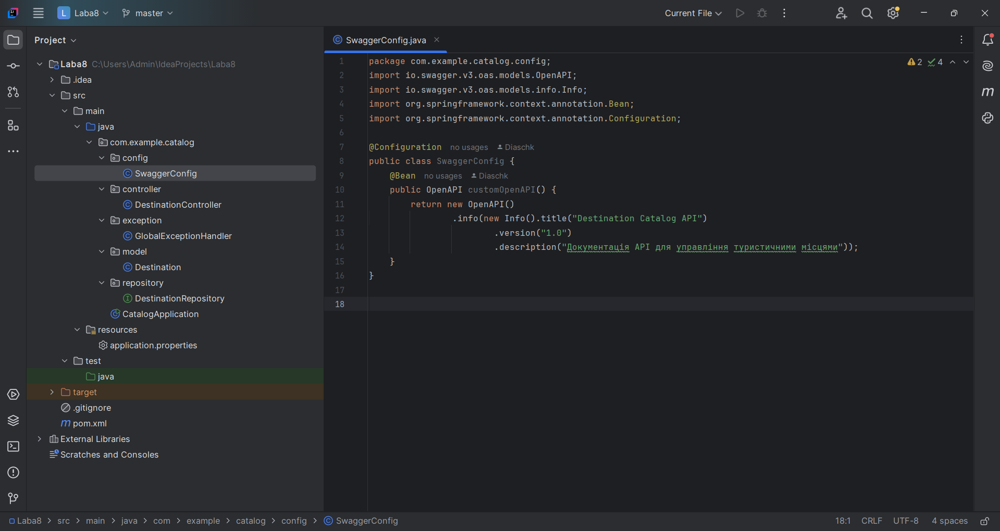 L Laba8 master Current File
Project
Laba8 C:\Users\Admin\IdeaProjects\Laba8
.idea
src
main
java
com.example.catalog
config
SwaggerConfig
controller
DestinationController
exception
GlobalExceptionHandler
model
Destination
repository
DestinationRepository
CatalogApplication
resources
application.properties
test
java
target
.gitignore
pom.xml
External Libraries
Scratches and Consoles
SwaggerConfig.java
2 4
1 package com.example.catalog.config;
2 import io.swagger.v3.oas.models.OpenAPI;
3 import io.swagger.v3.oas.models.info.Info;
4 import org.springframework.context.annotation.Bean;
5 import org.springframework.context.annotation.Configuration;
6
7 @Configuration no usages Diaschk
8 public class SwaggerConfig {
9 @Bean no usages Diaschk
10 public OpenAPI customOpenAPI() {
11 return new OpenAPI()
12 .info(new Info().title("Destination Catalog API")
13 .version("1.0")
14 .description("Документація API для управління туристичними місцями"));
15 }
16 }
17
18
Laba8 > src > main > java > com > example > catalog > config > SwaggerConfig
18:1 CRLF UTF-8 4 spaces